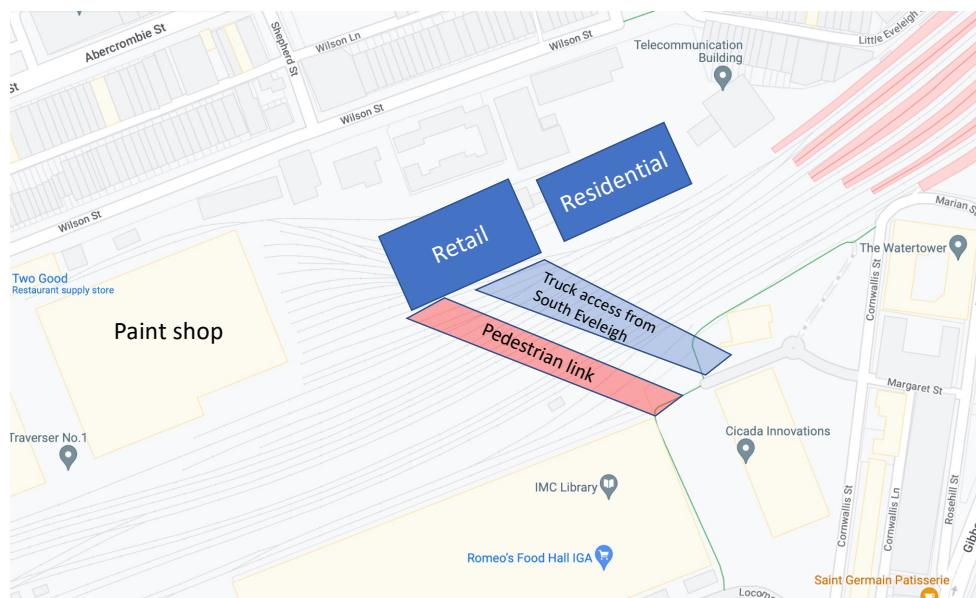 Abercrombie St
St
Shepherd St
Wilson Ln
Wilson St
Little Eveleigh
Telecommunication
Building
Wilson St
Residential
Retail
Wilson St
Marian S
The Watertower
Cornwallis St
Two Good
Restaurant supply store
Truck access from
South Eveleigh
Paint shop
Pedestrian link
Margaret St
Traverser No.1
Cicada Innovations
IMC Library
Cornwallis St
Cornwallis Ln
Rosehill St
Gibb
Romeo's Food Hall IGA
Saint Germain Patisserie
Locom